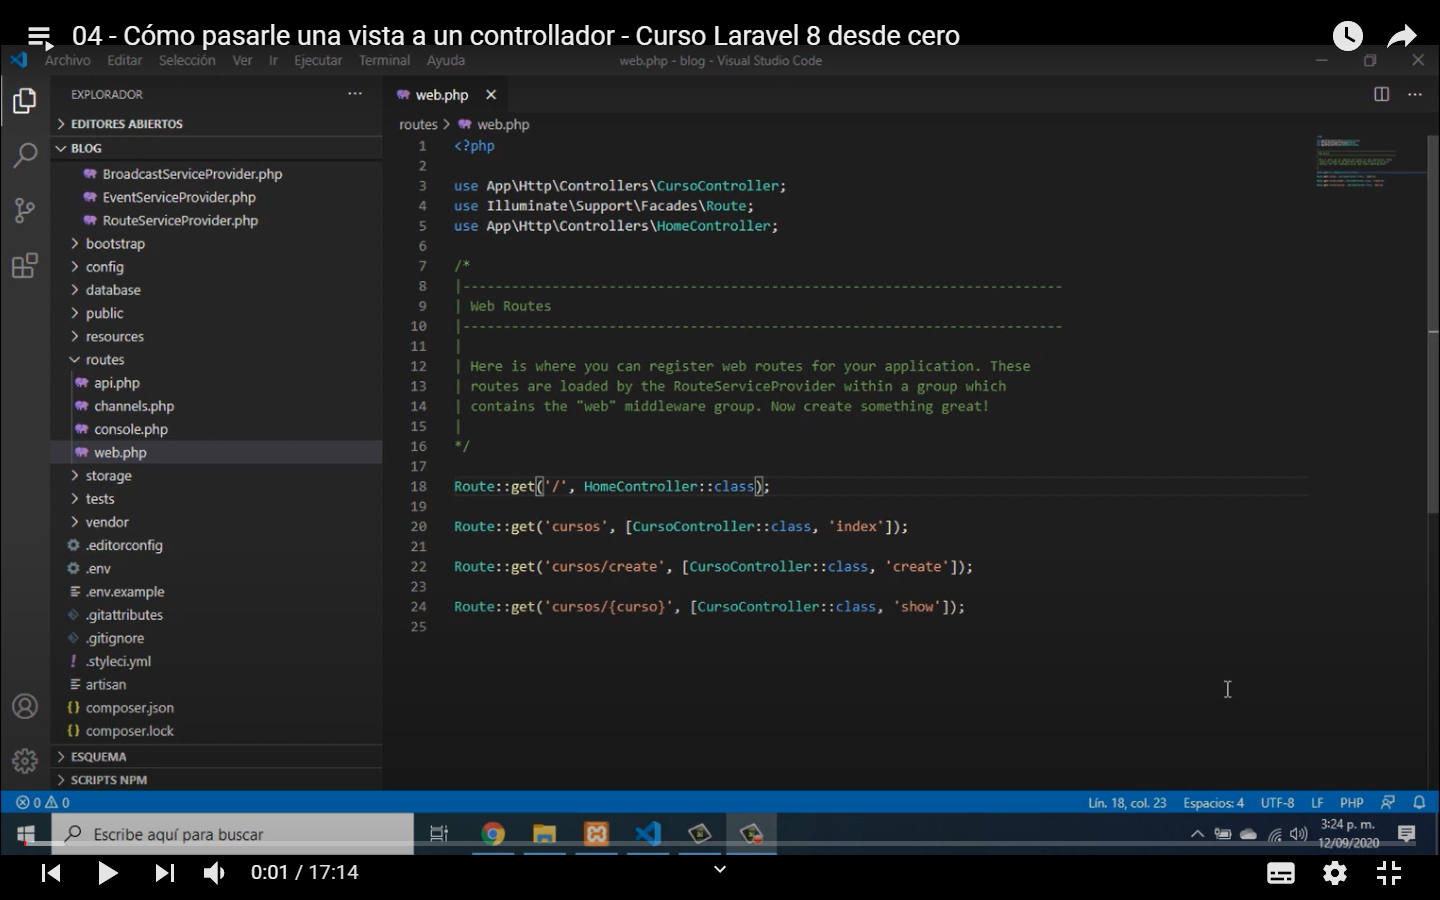 04 - Cómo pasarle una vista a un controllador - Curso Laravel 8 desde cero
Archivo Editar Selección Ver Ir Ejecutar Terminal Ayuda
web.php - blog - Visual Studio Code
EXPLORADOR
EDITORES ABIERTOS
BLOG
BroadcastServiceProvider.php
EventServiceProvider.php
RouteServiceProvider.php
bootstrap
config
database
public
resources
routes
api.php
channels.php
console.php
web.php
storage
tests
vendor
.editorconfig
.env
.env.example
.gitattributes
.gitignore
.styleci.yml
artisan
composer.json
composer.lock
ESQUEMA
SCRIPTS NPM
web.php
routes > web.php
1 <?php
2
3 use App\Http\Controllers\CursoController;
4 use Illuminate\Support\Facades\Route;
5 use App\Http\Controllers\HomeController;
6
7 /*
8 |--------------------------------------------------------------------------
9 | Web Routes
10 |--------------------------------------------------------------------------
11 |
12 | Here is where you can register web routes for your application. These
13 | routes are loaded by the RouteServiceProvider within a group which
14 | contains the "web" middleware group. Now create something great!
15 |
16 */
17
18 Route::get('/', HomeController::class);
19
20 Route::get('cursos', [CursoController::class, 'index']);
21
22 Route::get('cursos/create', [CursoController::class, 'create']);
23
24 Route::get('cursos/{curso}', [CursoController::class, 'show']);
25
0 0
Lín. 18, col. 23 Espacios: 4 UTF-8 LF PHP
Escribe aquí para buscar
3:24 p. m.
12/09/2020
0:01 / 17:14